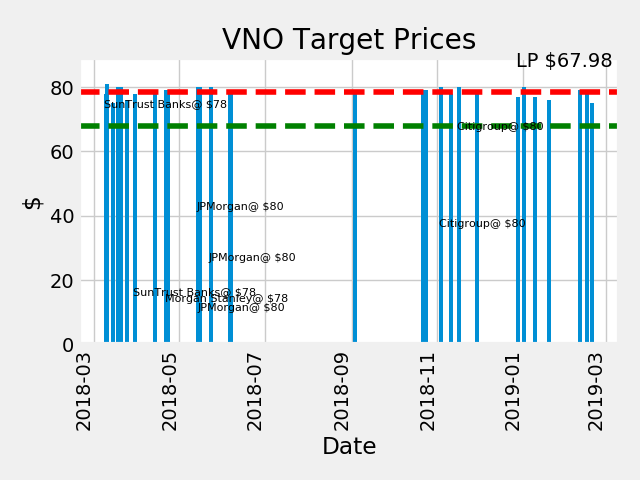 VNO Target Prices
LP $67.98
80
SunTrust Banks@ $78
Citigroup@ $80
60
JPMorgan@ $80
40
Citigroup@ $80
$
JPMorgan@ $80
20
SunTrust Banks@ $78
Morgan Stanley@ $78
JPMorgan@ $80
0
2018-03
2018-05
2018-07
2018-09
2018-11
2019-01
2019-03
Date